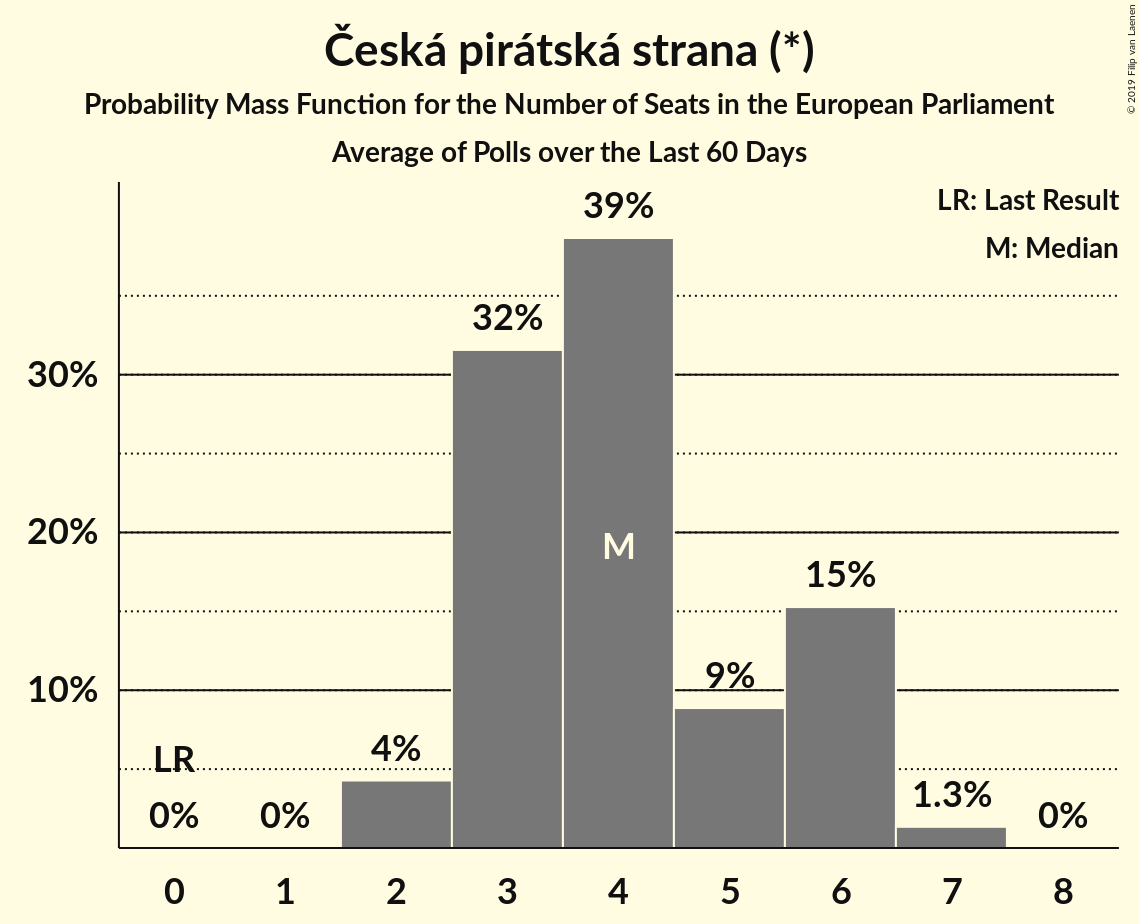 Česká pirátská strana (*)
Probability Mass Function for the Number of Seats in the European Parliament
Average of Polls over the Last 60 Days
© 2019 Filip van Laenen
LR: Last Result
M: Median
39%
32%
30%
20%
M
15%
10%
9%
LR
4%
1.3%
0%
0%
0%
0 1 2 3 4 5 6 7 8